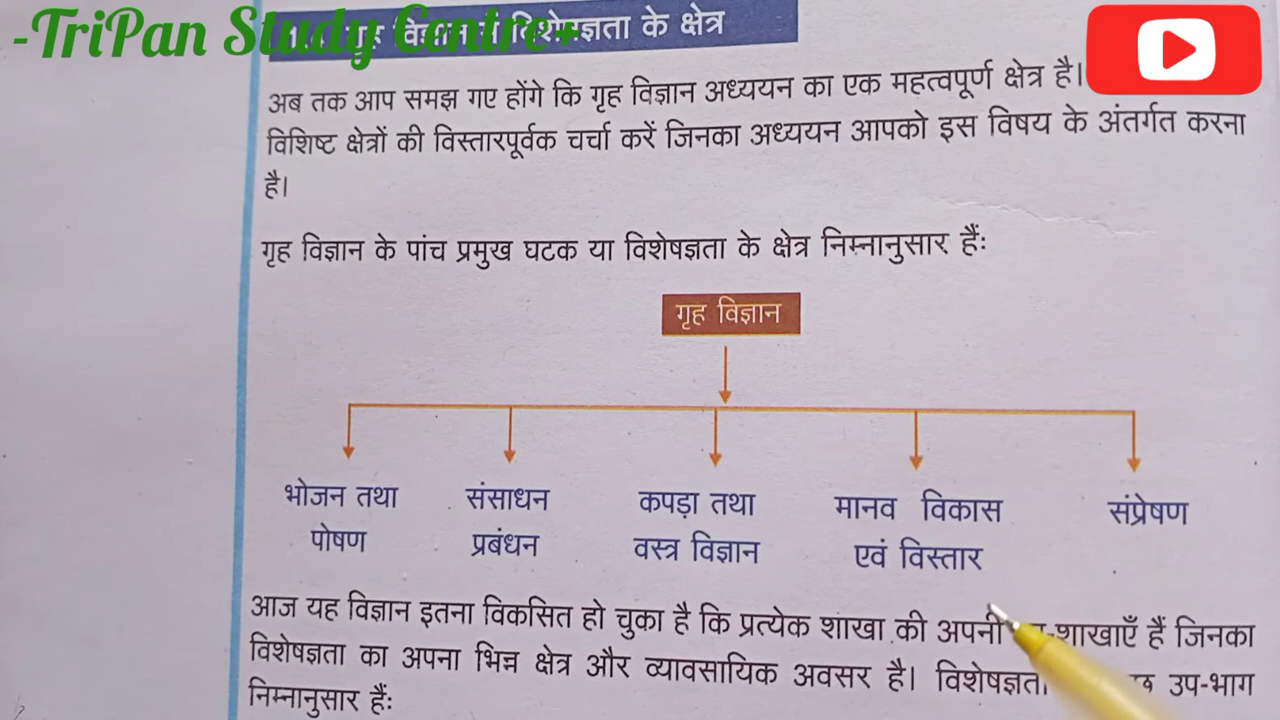 -TriPan Study Centre+
गृह विज्ञान में विशेषज्ञता के क्षेत्र
अब तक आप समझ गए होंगे कि गृह विज्ञान अध्ययन का एक महत्वपूर्ण क्षेत्र है।
विशिष्ट क्षेत्रों की विस्तारपूर्वक चर्चा करें जिनका अध्ययन आपको इस विषय के अंतर्गत करना
है।
गृह विज्ञान के पांच प्रमुख घटक या विशेषज्ञता के क्षेत्र निम्नानुसार हैंः
गृह विज्ञान
भोजन तथा पोषण
संसाधन प्रबंधन
कपड़ा तथा वस्त्र विज्ञान
मानव विकास एवं विस्तार
संप्रेषण
आज यह विज्ञान इतना विकसित हो चुका है कि प्रत्येक शाखा की अपनी -शाखाएँ हैं जिनका
विशेषज्ञता का अपना भिन्न क्षेत्र और व्यावसायिक अवसर है। उप-भाग
निम्नानुसार हैंः